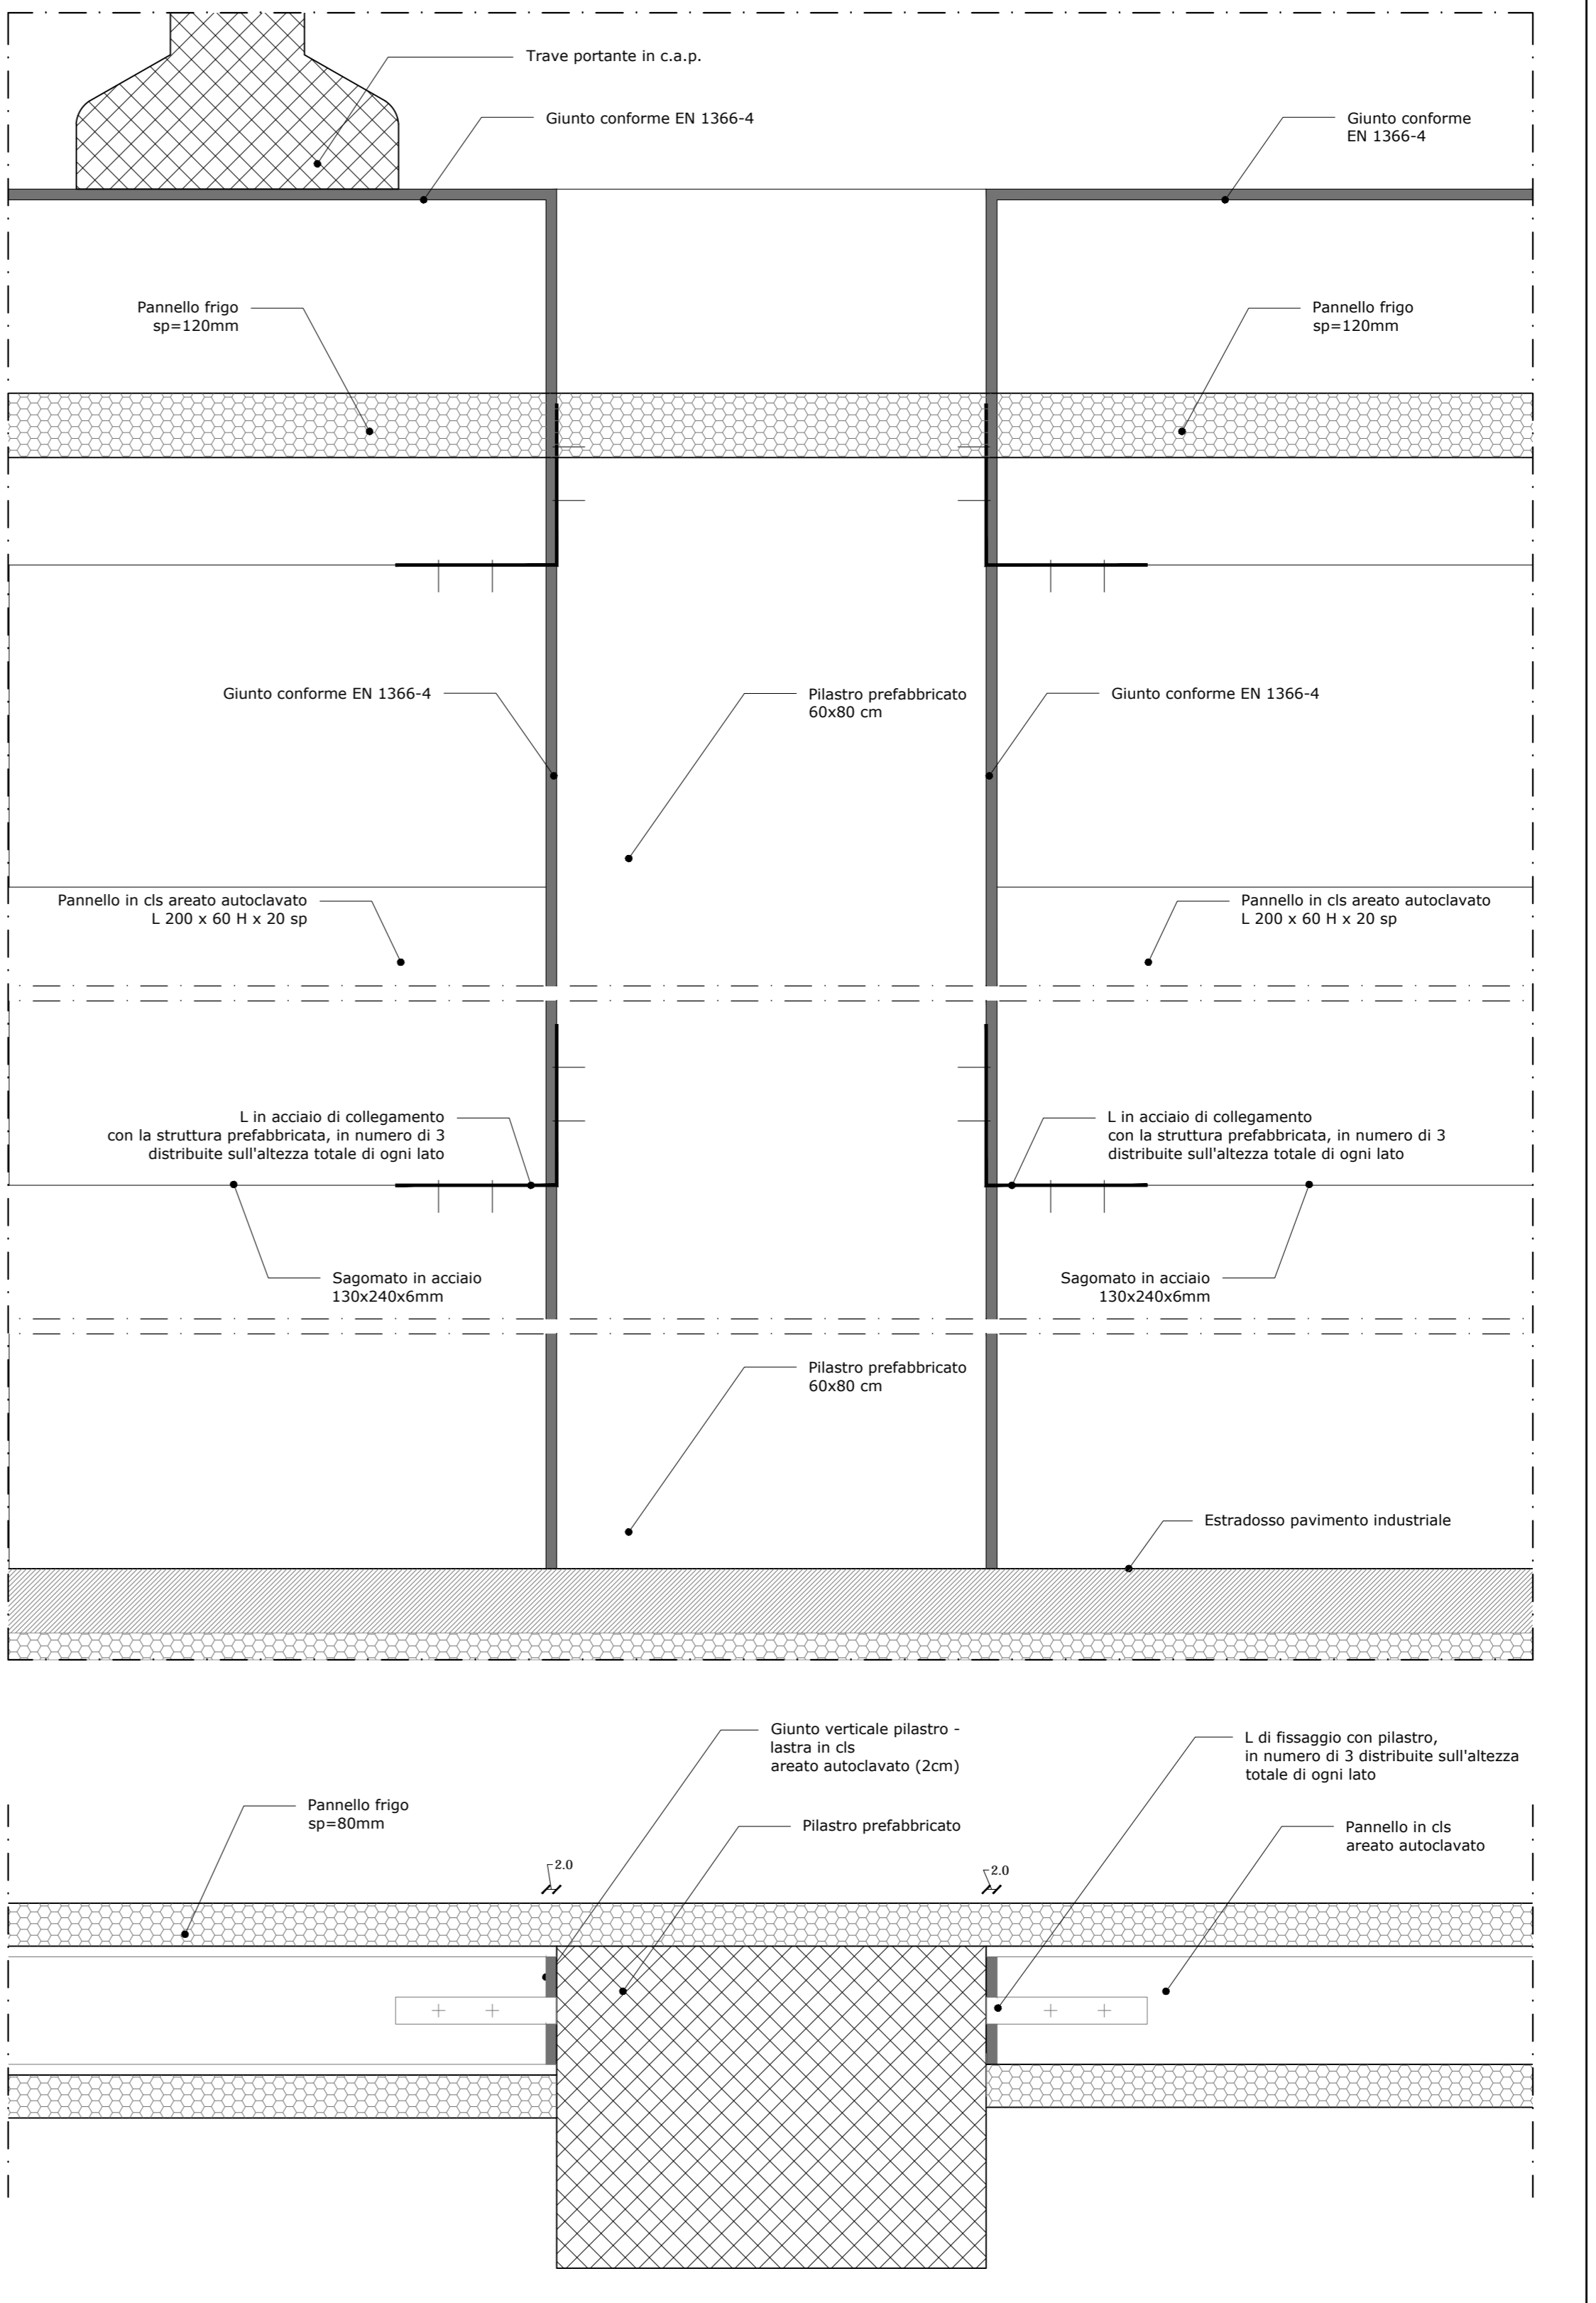 Trave portante in c.a.p.
Giunto conforme EN 1366-4
Giunto conforme
EN 1366-4
Pannello frigo
sp=120mm
Pannello frigo
sp=120mm
Giunto conforme EN 1366-4
Pilastro prefabbricato
60x80 cm
Giunto conforme EN 1366-4
Pannello in cls areato autoclavato
L 200 x 60 H x 20 sp
Pannello in cls areato autoclavato
L 200 x 60 H x 20 sp
L in acciaio di collegamento
con la struttura prefabbricata, in numero di 3
distribuite sull'altezza totale di ogni lato
L in acciaio di collegamento
con la struttura prefabbricata, in numero di 3
distribuite sull'altezza totale di ogni lato
Sagomato in acciaio
130x240x6mm
Sagomato in acciaio
130x240x6mm
Pilastro prefabbricato
60x80 cm
Estradosso pavimento industriale
Giunto verticale pilastro -
lastra in cls
areato autoclavato (2cm)
L di fissaggio con pilastro,
in numero di 3 distribuite sull'altezza
totale di ogni lato
Pannello frigo
sp=80mm
Pilastro prefabbricato
Pannello in cls
areato autoclavato
2.0
2.0